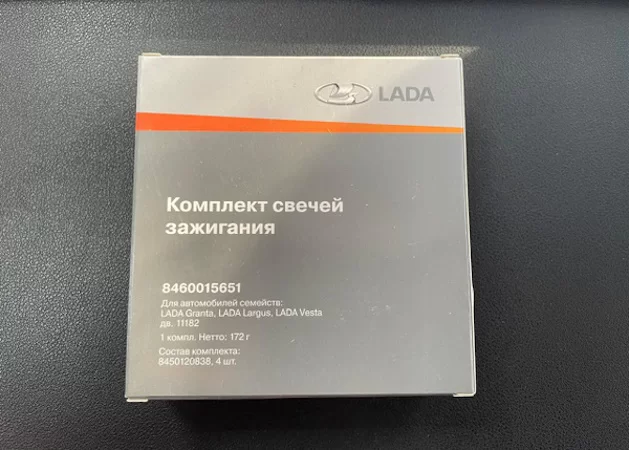 LADA
Комплект свечей
зажигания
8460015651
Для автомобилей семейств:
LADA Granta, LADA Largus, LADA Vesta
дв. 11182
1 компл. Нетто: 172 г
Состав комплекта:
8450120838, 4 шт.